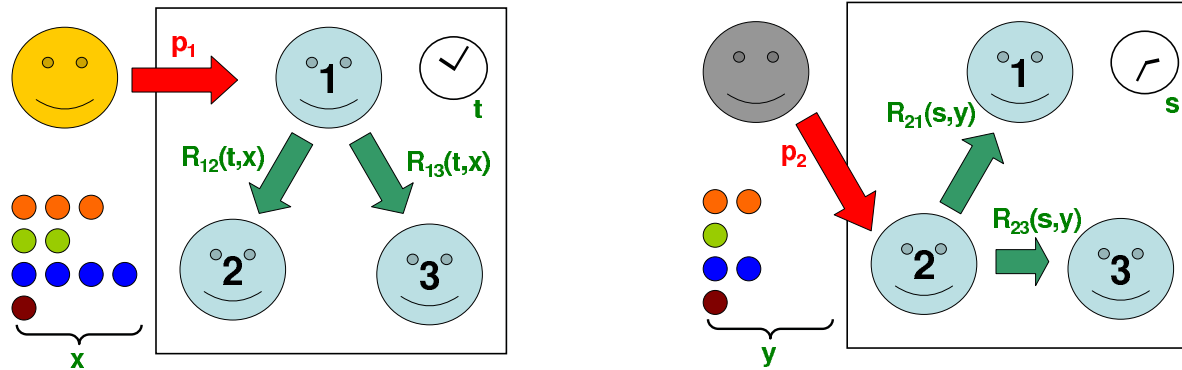 p₁
1
t
R₁₂(t,x)
R₁₃(t,x)
2
3
x
1
s
R₂₁(s,y)
p₂
R₂₃(s,y)
2
3
y